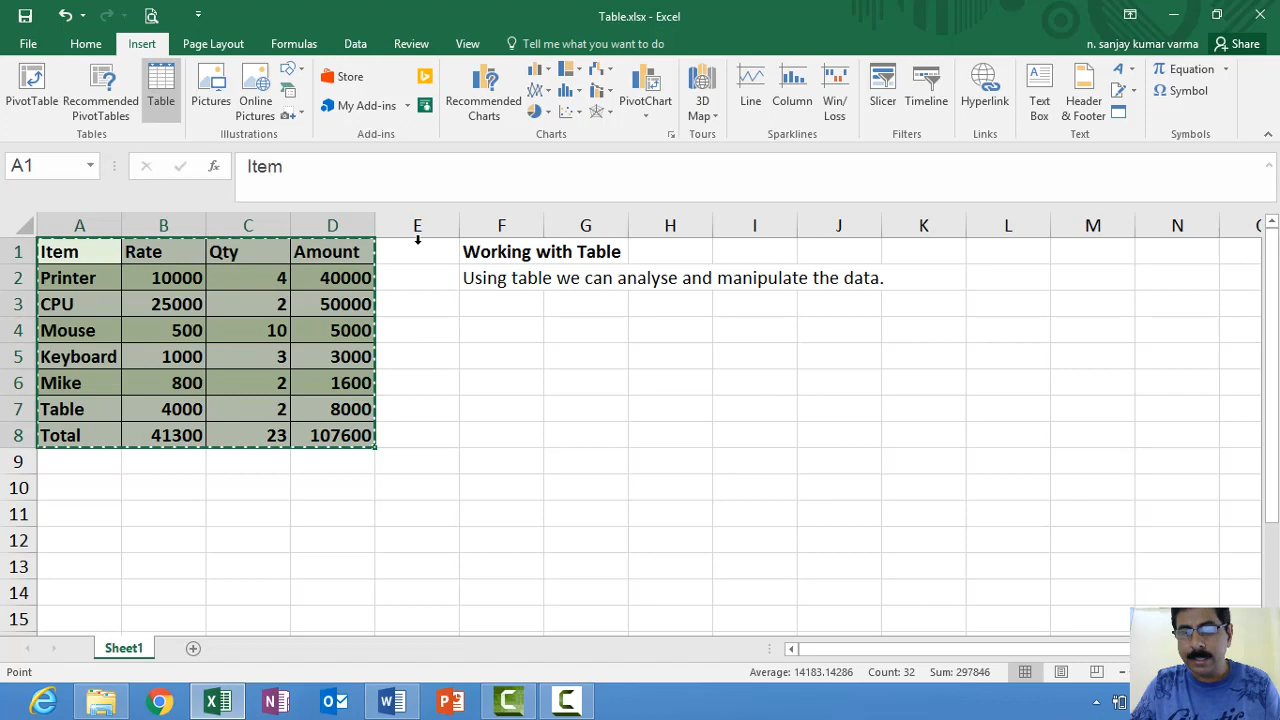 Table.xlsx - Excel
File Home Insert Page Layout Formulas Data Review View Tell me what you want to do n. sanjay kumar varma Share
PivotTable Recommended PivotTables Table Pictures Online Pictures Store My Add-ins Recommended Charts PivotChart 3D Map Line Column Win/Loss Slicer Timeline Hyperlink Text Box Header & Footer Equation Symbol
Tables Illustrations Add-ins Charts Tours Sparklines Filters Links Text Symbols
A1 fx Item
A B C D E F G H I J K L M N
1 Item Rate Qty Amount Working with Table
2 Printer 10000 4 40000 Using table we can analyse and manipulate the data.
3 CPU 25000 2 50000
4 Mouse 500 10 5000
5 Keyboard 1000 3 3000
6 Mike 800 2 1600
7 Table 4000 2 8000
8 Total 41300 23 107600
9
10
11
12
13
14
15
Sheet1
Point Average: 14183.14286 Count: 32 Sum: 297846